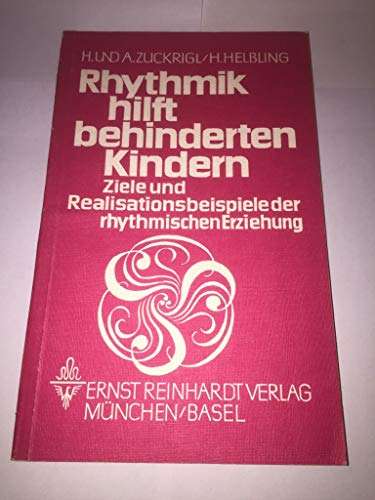 H. UND A. ZUCKRIGL/H. HELBLING
Rhythmik
hilft
behinderten
Kindern
Ziele und
Realisationsbeispiele der
rhythmischen Erziehung
ERNST REINHARDT VERLAG
MÜNCHEN/BASEL